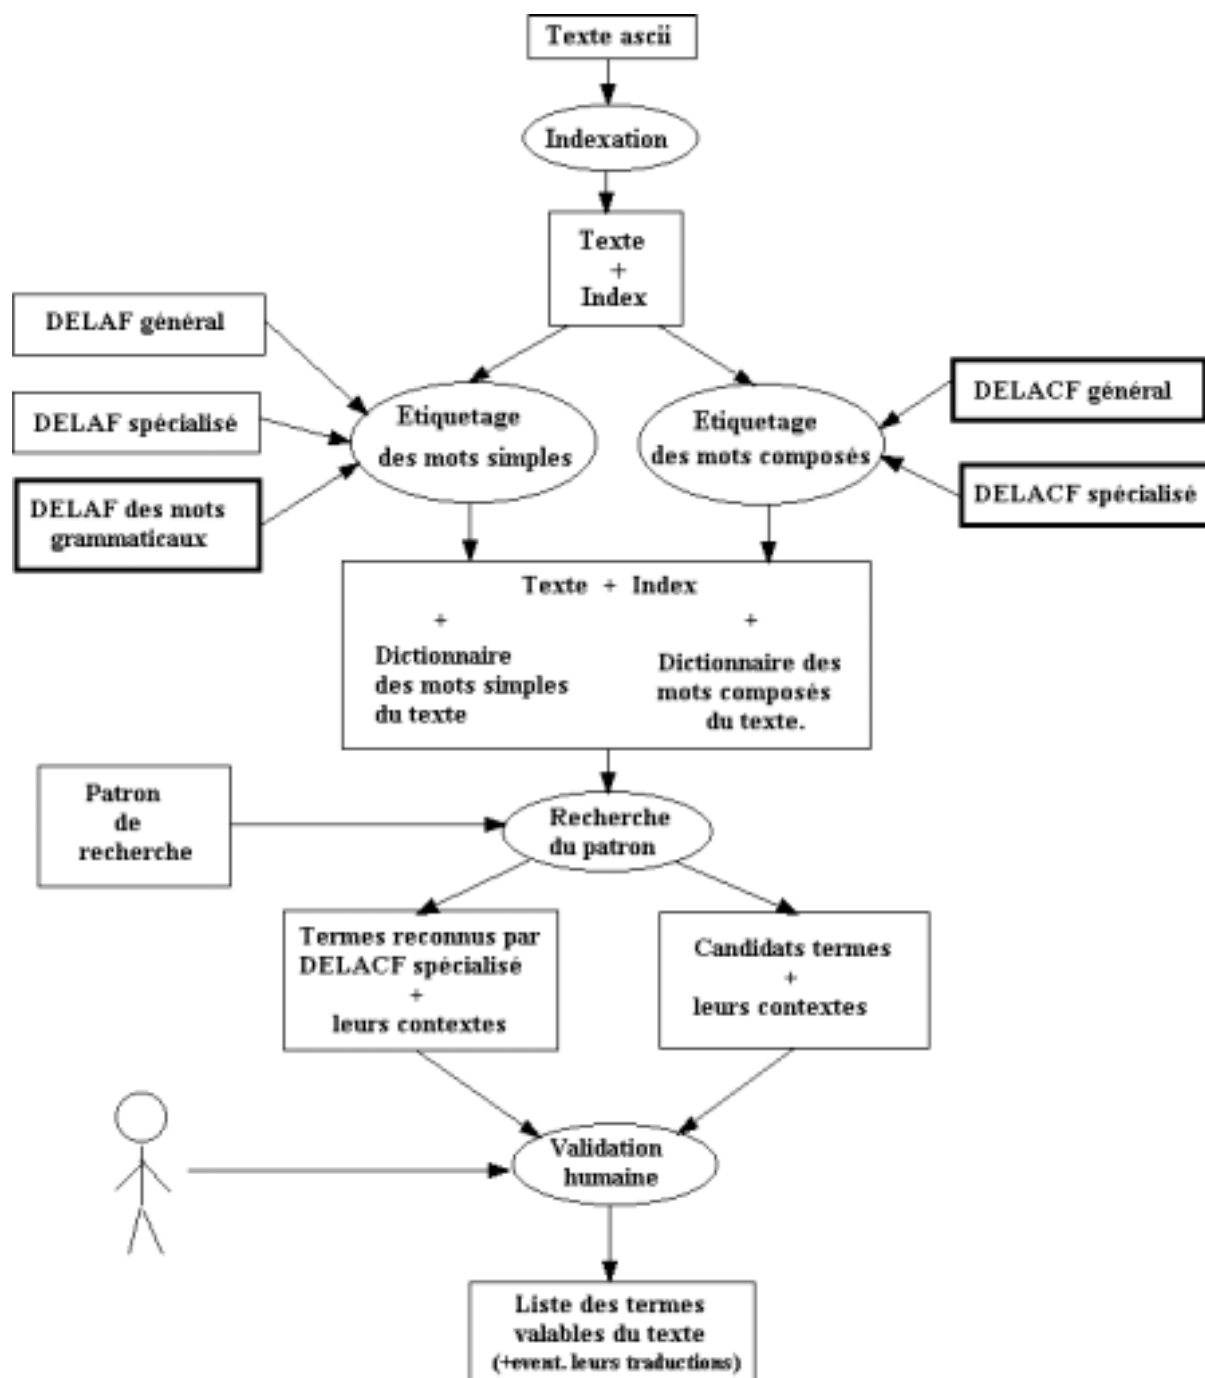 Texte ascii
Indexation
Texte
+
Index
DELAF général
DELAF spécialisé
DELAF des mots
grammaticaux
Etiquetage
des mots simples
Etiquetage
des mots composés
DELACF général
DELACF spécialisé
Texte + Index
+
Dictionnaire
des mots simples
du texte
+
Dictionnaire des
mots composés
du texte.
Patron
de
recherche
Recherche
du patron
Termes reconnus par
DELACF spécialisé
+
leurs contextes
Candidats termes
+
leurs contextes
Validation
humaine
Liste des termes
valables du texte
(+event. leurs traductions)